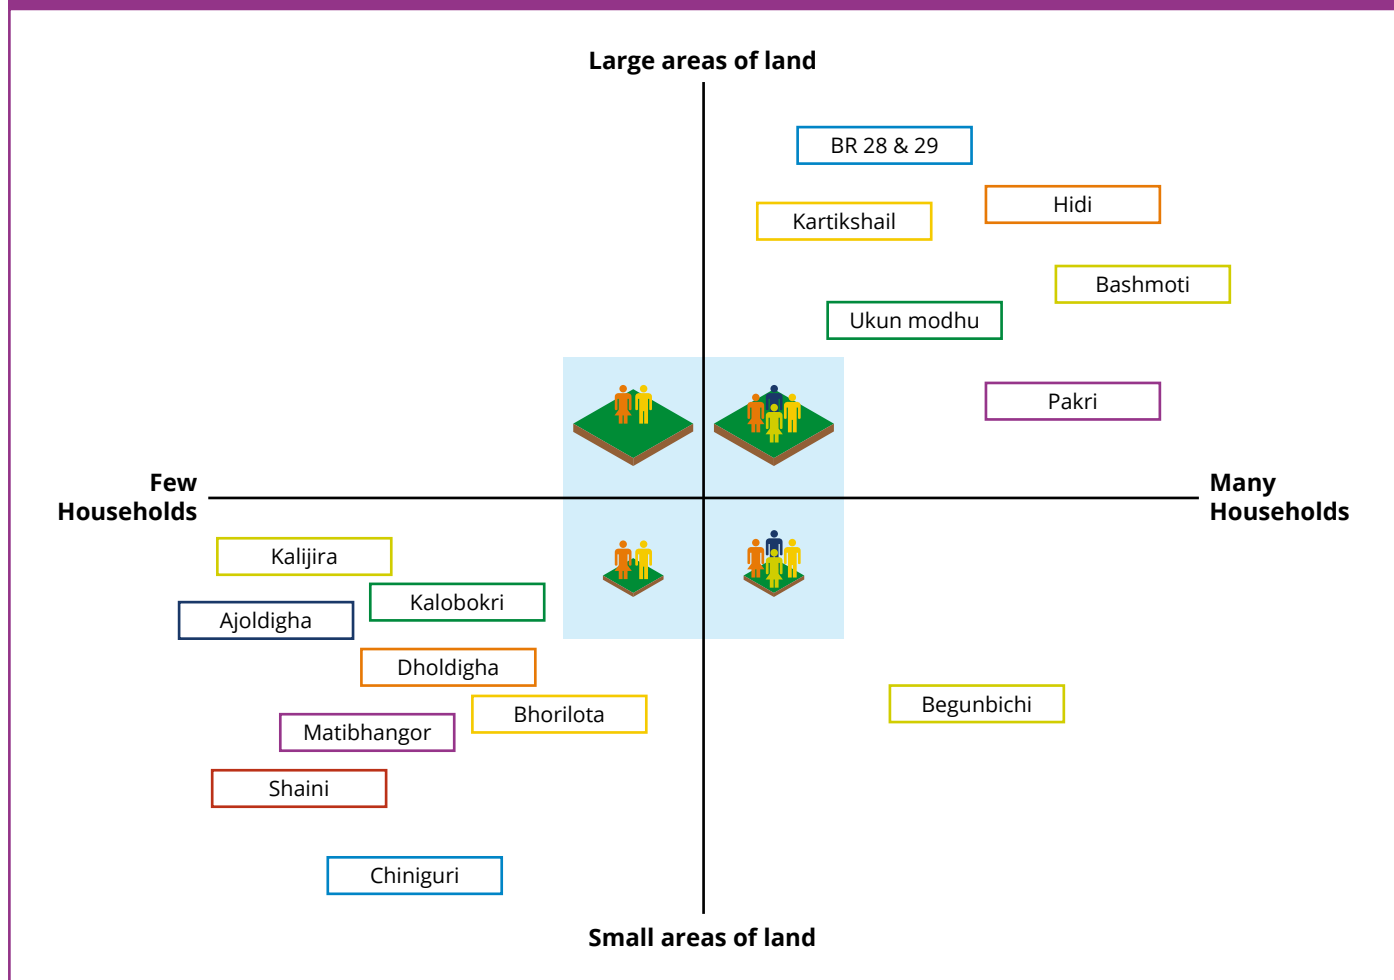 Large areas of land
BR 28 & 29
Hidi
Kartikshail
Bashmoti
Ukun modhu
Pakri
Few
Households
Many
Households
Kalijira
Kalobokri
Ajoldigha
Dholdigha
Bhorilota
Begunbichi
Matibhangor
Shaini
Chiniguri
Small areas of land